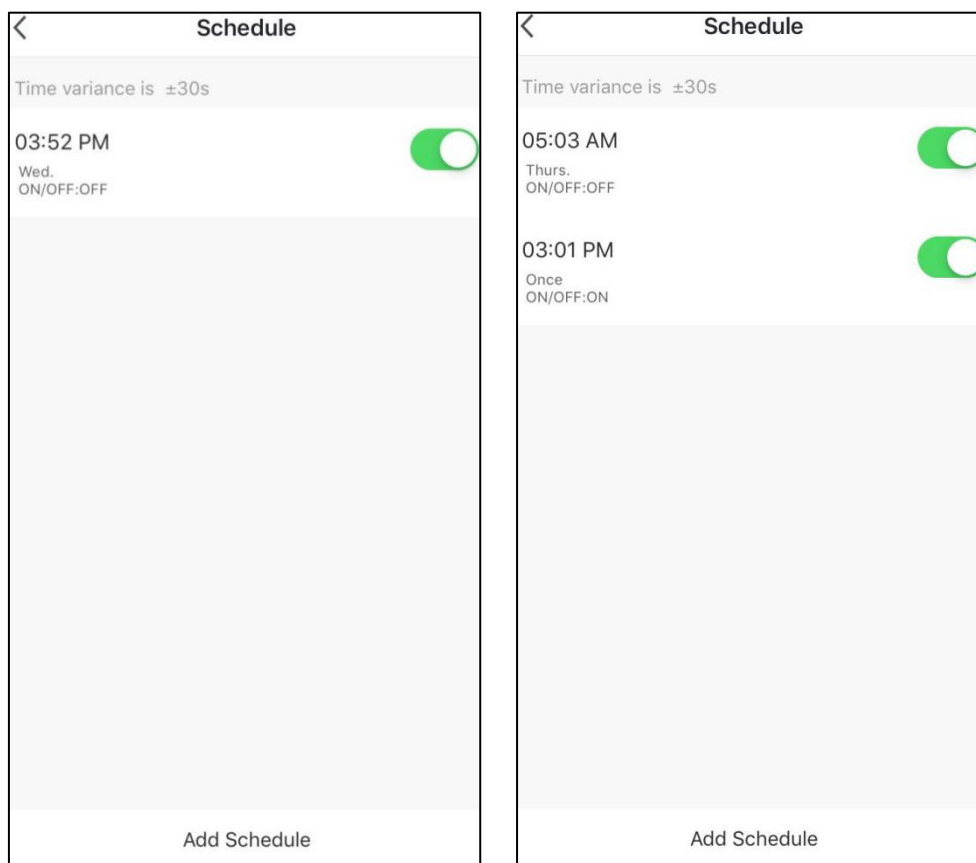 Schedule
Time variance is ±30s
03:52 PM
Wed.
ON/OFF:OFF
Add Schedule
Schedule
Time variance is ±30s
05:03 AM
Thurs.
ON/OFF:OFF
03:01 PM
Once
ON/OFF:ON
Add Schedule